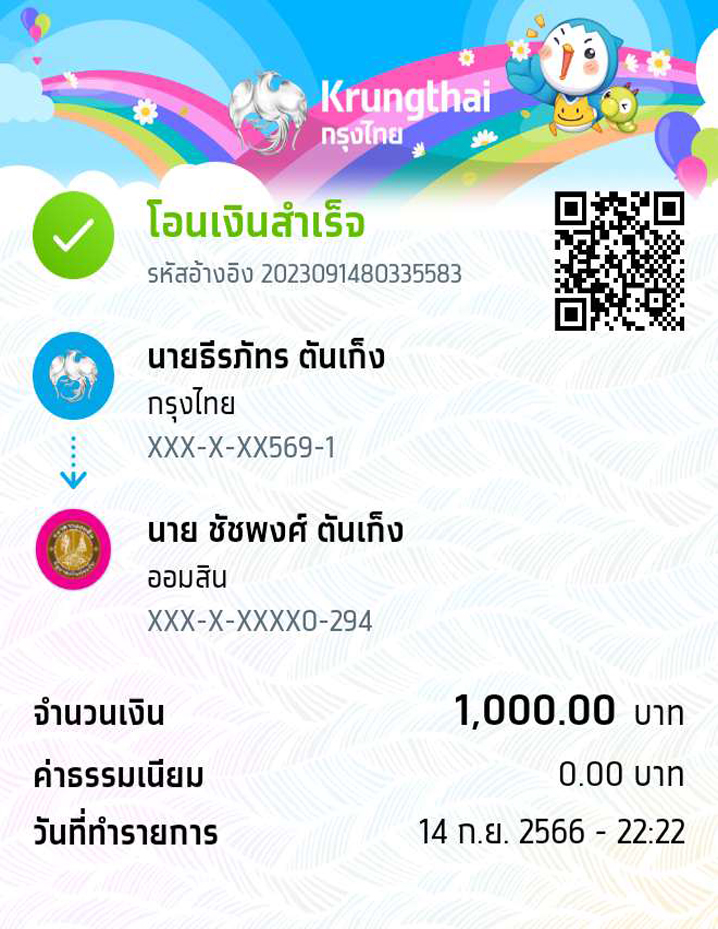 Krungthai
กรุงไทย
โอนเงินสำเร็จ
รหัสอ้างอิง 2023091480335583
นายธีรภัทร ตันเก็ง
กรุงไทย
XXX-X-XX569-1
นาย ชัชพงศ์ ตันเก็ง
ออมสิน
XXX-X-XXXX0-294
จำนวนเงิน 1,000.00 บาท
ค่าธรรมเนียม 0.00 บาท
วันที่ทำรายการ 14 ก.ย. 2566 - 22:22